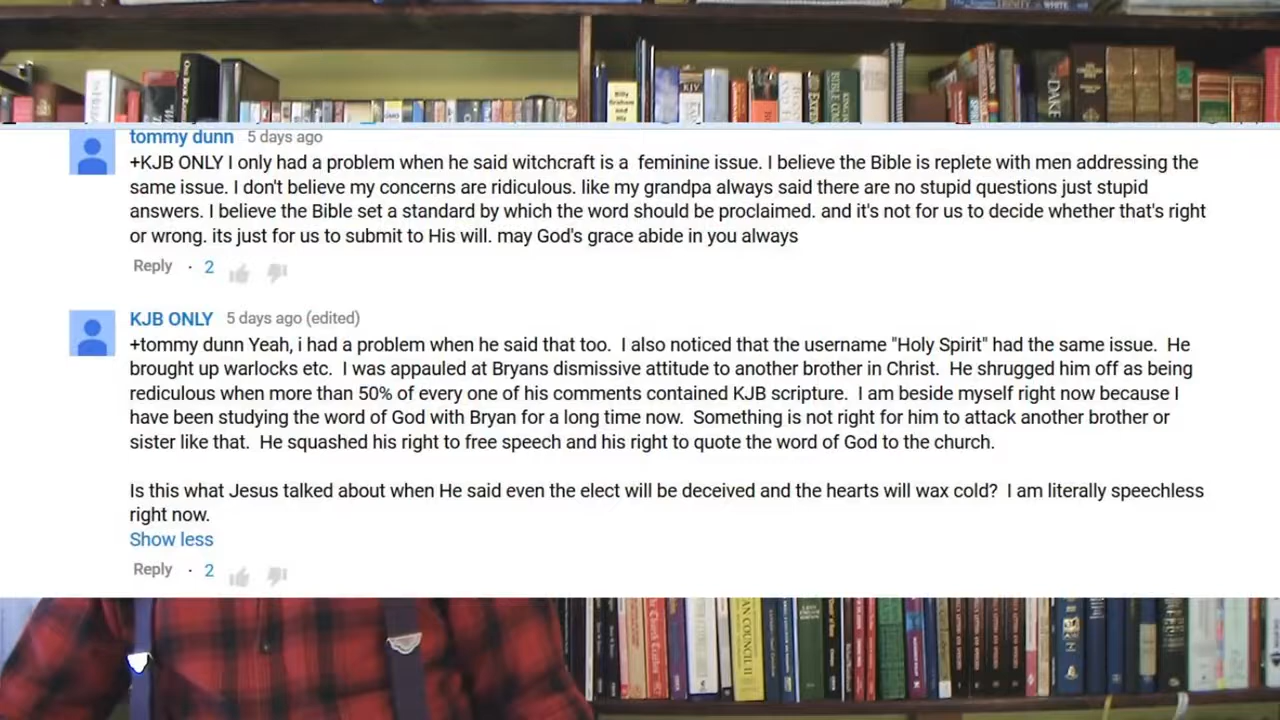 WHITE
KJV
DAKE
Billy
Graham
and His
tommy dunn 5 days ago
+KJB ONLY I only had a problem when he said witchcraft is a  feminine issue. I believe the Bible is replete with men addressing the
same issue. I don't believe my concerns are ridiculous. like my grandpa always said there are no stupid questions just stupid
answers. I believe the Bible set a standard by which the word should be proclaimed. and it's not for us to decide whether that's right
or wrong. its just for us to submit to His will. may God's grace abide in you always
Reply · 2
KJB ONLY 5 days ago (edited)
+tommy dunn Yeah, i had a problem when he said that too.  I also noticed that the username "Holy Spirit" had the same issue.  He
brought up warlocks etc.  I was appauled at Bryans dismissive attitude to another brother in Christ.  He shrugged him off as being
rediculous when more than 50% of every one of his comments contained KJB scripture.  I am beside myself right now because I
have been studying the word of God with Bryan for a long time now.  Something is not right for him to attack another brother or
sister like that.  He squashed his right to free speech and his right to quote the word of God to the church.
Is this what Jesus talked about when He said even the elect will be deceived and the hearts will wax cold?  I am literally speechless
right now.
Show less
Reply · 2
AN COUNCIL II